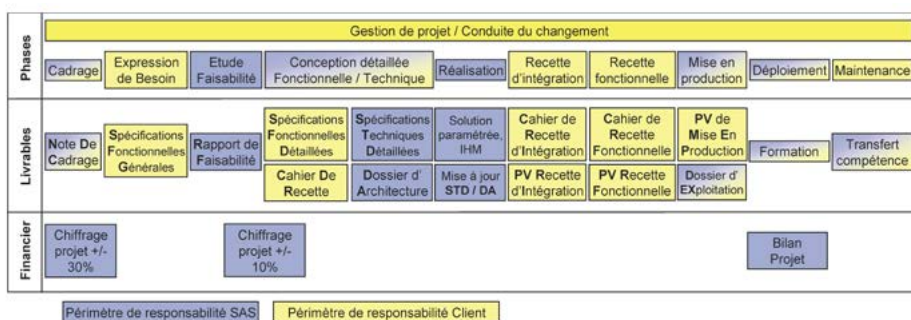 Gestion de projet / Conduite du changement
Phases
Cadrage
Expression
de Besoin
Etude
Faisabilité
Conception détaillée
Fonctionnelle / Technique
Réalisation
Recette
d'intégration
Recette
fonctionnelle
Mise en
production
Déploiement
Maintenance
Livrables
Note De
Cadrage
Spécifications
Fonctionnelles
Générales
Rapport de
Faisabilité
Spécifications
Fonctionnelles
Détaillées
Spécifications
Techniques
Détaillées
Solution
paramétrée,
IHM
Cahier de
Recette
d'Intégration
Cahier de
Recette
Fonctionnelle
PV de
Mise En
Production
Formation
Transfert
compétence
Cahier De
Recette
Dossier d'
Architecture
Mise à jour
STD / DA
PV Recette
d'Intégration
PV Recette
Fonctionnelle
Dossier d'
EXploitation
Financier
Chiffrage
projet +/-
30%
Chiffrage
projet +/-
10%
Bilan
Projet
Périmètre de responsabilité SAS
Périmètre de responsabilité Client